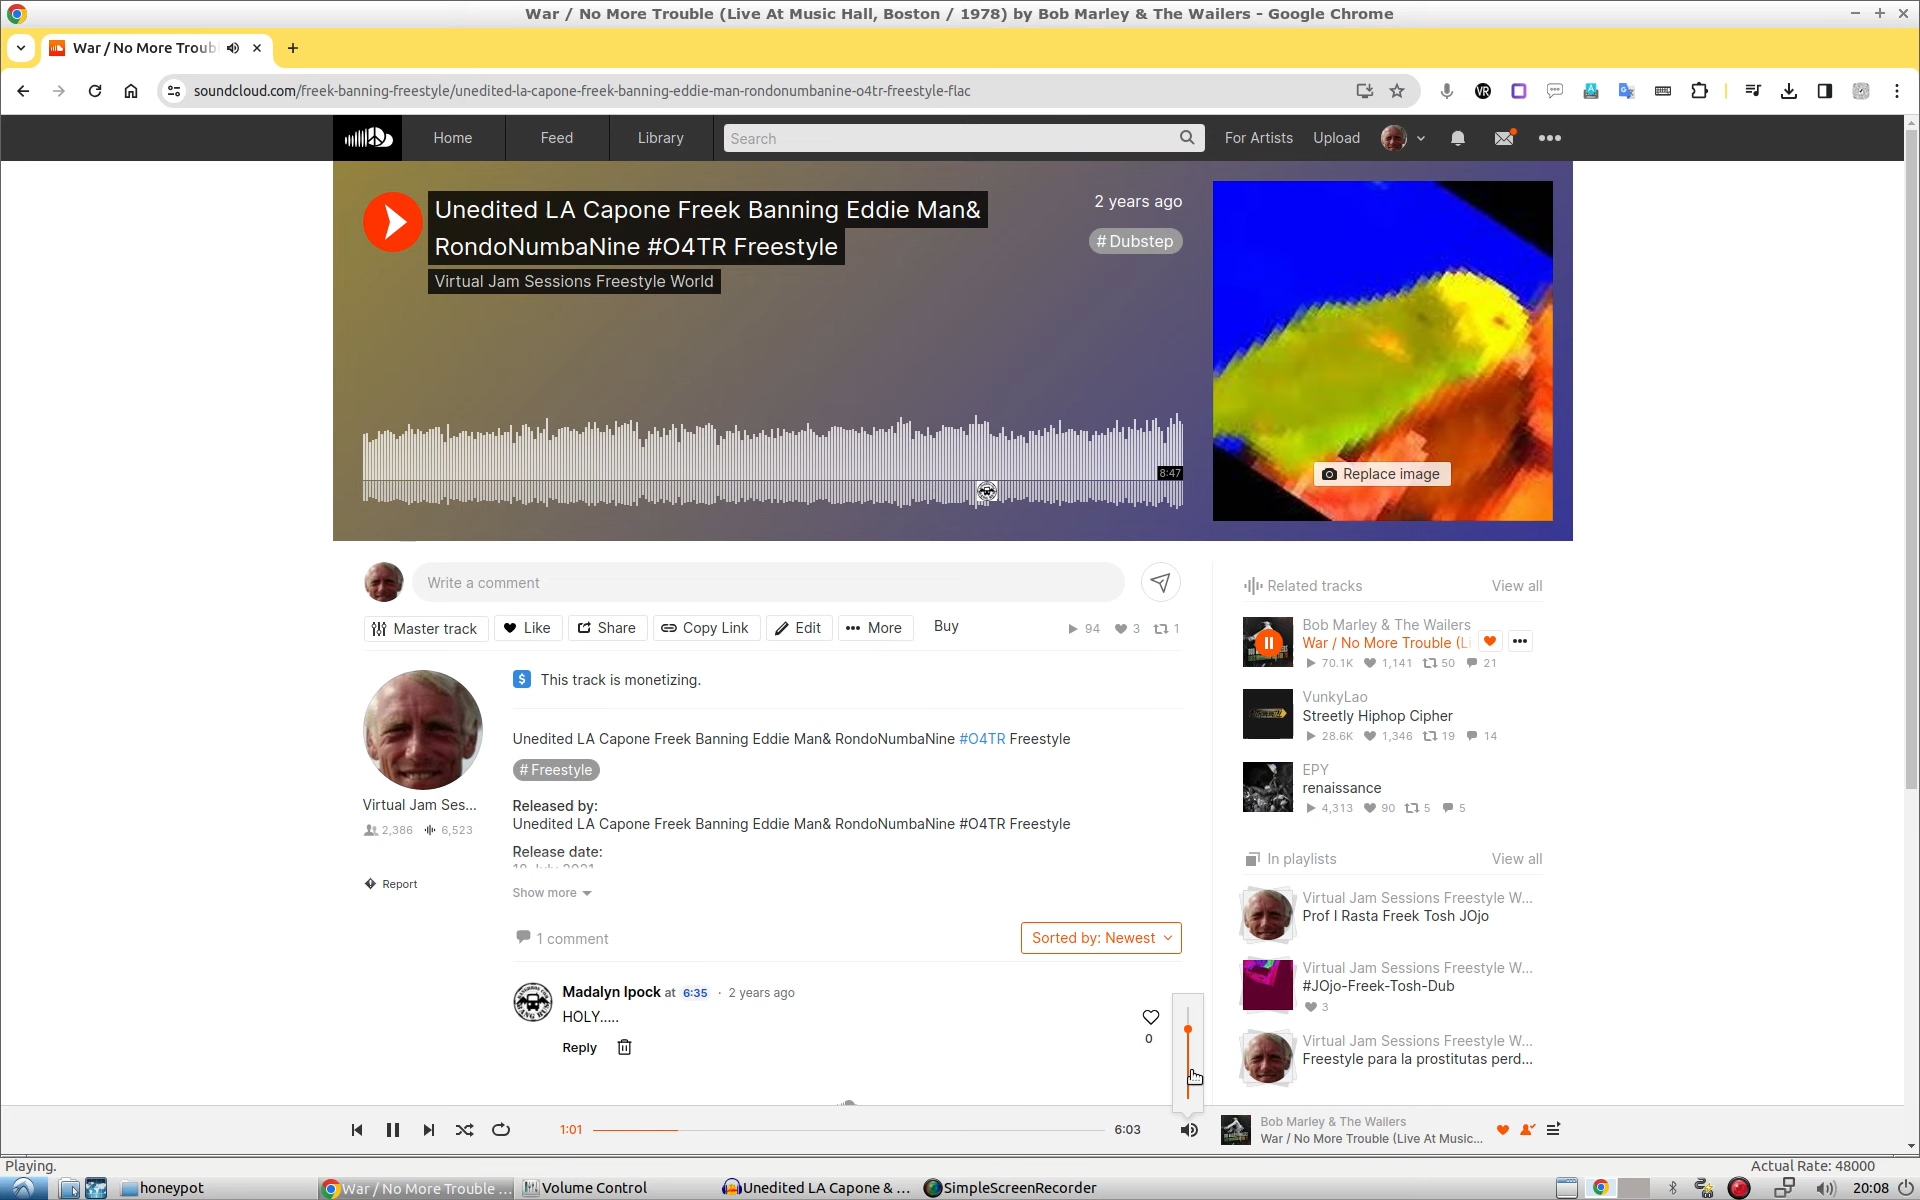 War / No More Trouble (Live At Music Hall, Boston / 1978) by Bob Marley & The Wailers - Google Chrome
War / No More Troub
soundcloud.com/freek-banning-freestyle/unedited-la-capone-freek-banning-eddie-man-rondonumbanine-o4tr-freestyle-flac
Home
Feed
Library
Search
For Artists
Upload
Unedited LA Capone Freek Banning Eddie Man&
RondoNumbaNine #O4TR Freestyle
Virtual Jam Sessions Freestyle World
2 years ago
# Dubstep
8:47
Replace image
Write a comment
Master track
Like
Share
Copy Link
Edit
More
Buy
94
3
1
This track is monetizing.
Unedited LA Capone Freek Banning Eddie Man& RondoNumbaNine #O4TR Freestyle
# Freestyle
Virtual Jam Ses...
2,386
6,523
Released by:
Unedited LA Capone Freek Banning Eddie Man& RondoNumbaNine #O4TR Freestyle
Release date:
Show more
Report
1 comment
Sorted by: Newest
Madalyn Ipock at 6:35 · 2 years ago
HOLY.....
Reply
0
Related tracks
View all
Bob Marley & The Wailers
War / No More Trouble (Li
70.1K 1,141 50 21
VunkyLao
Streetly Hiphop Cipher
28.6K 1,346 19 14
EPY
renaissance
4,313 90 5 5
In playlists
View all
Virtual Jam Sessions Freestyle W...
Prof I Rasta Freek Tosh JOjo
Virtual Jam Sessions Freestyle W...
#JOjo-Freek-Tosh-Dub
3
Virtual Jam Sessions Freestyle W...
Freestyle para la prostitutas perd...
1:01
6:03
Bob Marley & The Wailers
War / No More Trouble (Live At Music...
Playing.
Actual Rate: 48000
honeypot
War / No More Trouble ...
Volume Control
Unedited LA Capone & ...
SimpleScreenRecorder
20:08